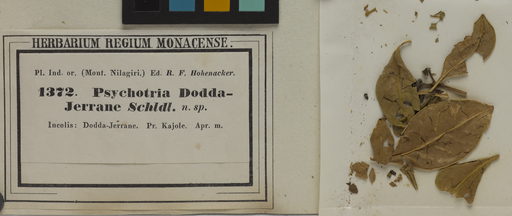 HERBARIUM REGIUM MONACENSE.
Pl. Ind. or. (Mont. Nilagiri.) Ed. R. F. Hohenacker.
1372. Psychotria Dodda-
Jerrane Schldl. n. sp.
Incolis: Dodda-Jerrane. Pr. Kajole. Apr. m.